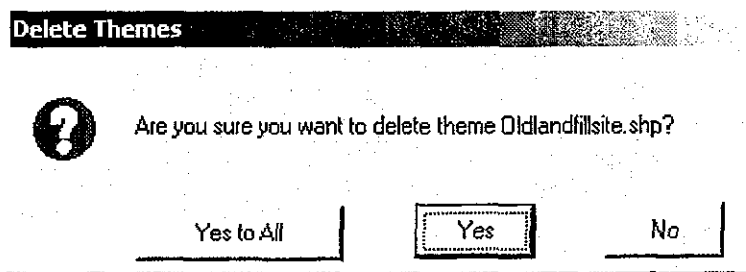 Delete Themes
Are you sure you want to delete theme Oldlandfillsite.shp?
Yes to All
Yes
No